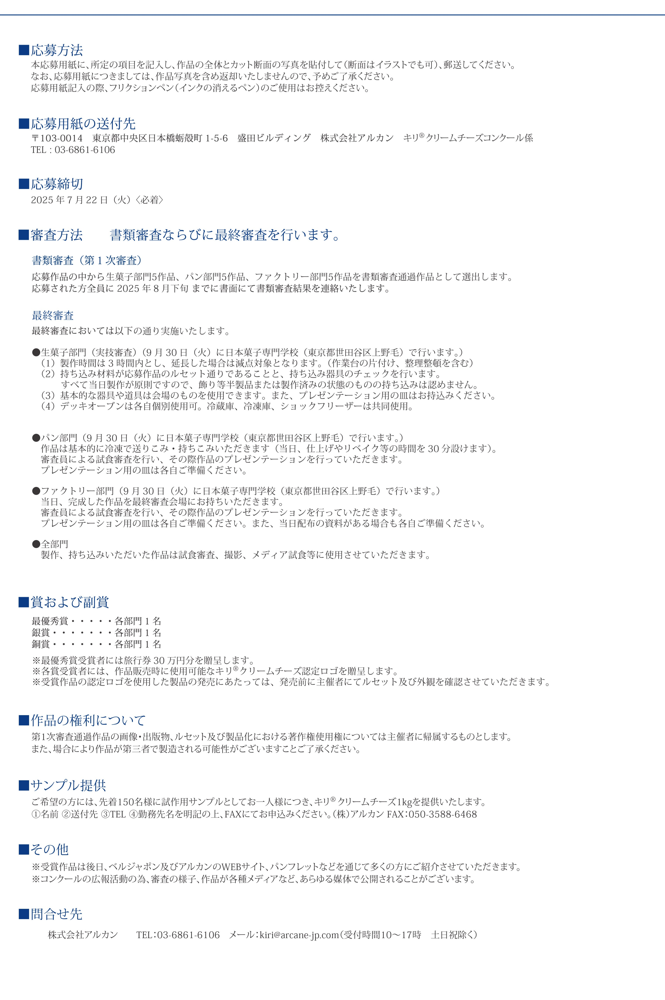 ■応募方法
本応募用紙に、所定の項目を記入し、作品の全体とカット断面の写真を貼付して（断面はイラストでも可）、郵送してください。
なお、応募用紙につきましては、作品写真を含め返却いたしませんので、予めご了承ください。
応募用紙記入の際、フリクションペン（インクの消えるペン）のご使用はお控えください。
■応募用紙の送付先
〒103-0014　東京都中央区日本橋蛎殻町 1-5-6　盛田ビルディング　株式会社アルカン　キリ®クリームチーズコンクール係
TEL : 03-6861-6106
■応募締切
2025 年 7 月 22 日（火）〈必着〉
■審査方法　　書類審査ならびに最終審査を行います。
書類審査（第 1 次審査）
応募作品の中から生菓子部門5作品、パン部門5作品、ファクトリー部門5作品を書類審査通過作品として選出します。
応募された方全員に 2025 年 8 月下旬 までに書面にて書類審査結果を連絡いたします。
最終審査
最終審査においては以下の通り実施いたします。
●生菓子部門（実技審査）（9 月 30 日（火）に日本菓子専門学校（東京都世田谷区上野毛）で行います。）
（1）製作時間は 3 時間内とし、延長した場合は減点対象となります。（作業台の片付け、整理整頓を含む）
（2）持ち込み材料が応募作品のルセット通りであることと、持ち込み器具のチェックを行います。
すべて当日製作が原則ですので、飾り等半製品または製作済みの状態のものの持ち込みは認めません。
（3）基本的な器具や道具は会場のものを使用できます。また、プレゼンテーション用の皿はお持込みください。
（4）デッキオーブンは各自個別使用可。冷蔵庫、冷凍庫、ショックフリーザーは共同使用。
●パン部門（9 月 30 日（火）に日本菓子専門学校（東京都世田谷区上野毛）で行います。）
作品は基本的に冷凍で送りこみ・持ちこみいただきます（当日、仕上げやリベイク等の時間を 30 分設けます）。
審査員による試食審査を行い、その際作品のプレゼンテーションを行っていただきます。
プレゼンテーション用の皿は各自ご準備ください。
●ファクトリー部門（9 月 30 日（火）に日本菓子専門学校（東京都世田谷区上野毛）で行います。）
当日、完成した作品を最終審査会場にお持ちいただきます。
審査員による試食審査を行い、その際作品のプレゼンテーションを行っていただきます。
プレゼンテーション用の皿は各自ご準備ください。また、当日配布の資料がある場合も各自ご準備ください。
●全部門
製作、持ち込みいただいた作品は試食審査、撮影、メディア試食等に使用させていただきます。
■賞および副賞
最優秀賞・・・・・各部門 1 名
銀賞・・・・・・・各部門 1 名
銅賞・・・・・・・各部門 1 名
※最優秀賞受賞者には旅行券 30 万円分を贈呈します。
※各賞受賞者には、作品販売時に使用可能なキリ®クリームチーズ認定ロゴを贈呈します。
※受賞作品の認定ロゴを使用した製品の発売にあたっては、発売前に主催者にてルセット及び外観を確認させていただきます。
■作品の権利について
第1次審査通過作品の画像・出版物、ルセット及び製品化における著作権使用権については主催者に帰属するものとします。
また、場合により作品が第三者で製造される可能性がございますことご了承ください。
■サンプル提供
ご希望の方には、先着150名様に試作用サンプルとしてお一人様につき、キリ®クリームチーズ1kgを提供いたします。
①名前 ②送付先 ③TEL ④勤務先名を明記の上、FAXにてお申込みください。（株）アルカン FAX：050-3588-6468
■その他
※受賞作品は後日、ベルジャポン及びアルカンのWEBサイト、パンフレットなどを通じて多くの方にご紹介させていただきます。
※コンクールの広報活動の為、審査の様子、作品が各種メディアなど、あらゆる媒体で公開されることがございます。
■問合せ先
株式会社アルカン　　TEL：03-6861-6106　メール：kiri@arcane-jp.com（受付時間10～17時　土日祝除く）